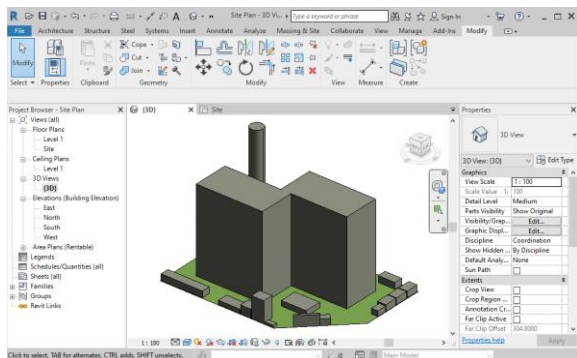 Site Plan - 3D Vi...
Type a keyword or phrase
Sign In
File Architecture Structure Steel Systems Insert Annotate Analyze Massing & Site Collaborate View Manage Add-Ins Modify
Modify
Properties
Paste
Cope
Cut
Join
Select Properties Clipboard Geometry Modify View Measure Create
Project Browser - Site Plan
{3D}
Site
Properties
Views (all)
Floor Plans
Level 1
Site
Ceiling Plans
Level 1
3D Views
{3D}
Elevations (Building Elevation)
East
North
South
West
Area Plans (Rentable)
Legends
Schedules/Quantities (all)
Sheets (all)
Families
Groups
Revit Links
3D View
3D View: {3D}
Edit Type
Graphics
View Scale 1 : 100
Scale Value 1: 100
Detail Level Medium
Parts Visibility Show Original
Visibility/Grap... Edit...
Graphic Displ... Edit...
Discipline Coordination
Show Hidden ... By Discipline
Default Analy... None
Sun Path
Extents
Crop View
Crop Region ...
Annotation Cr...
Far Clip Active
Far Clip Offset 304.8000
Properties help
Apply
1 : 100
Click to select, TAB for alternates, CTRL adds, SHIFT unselects.
:0
Main Model